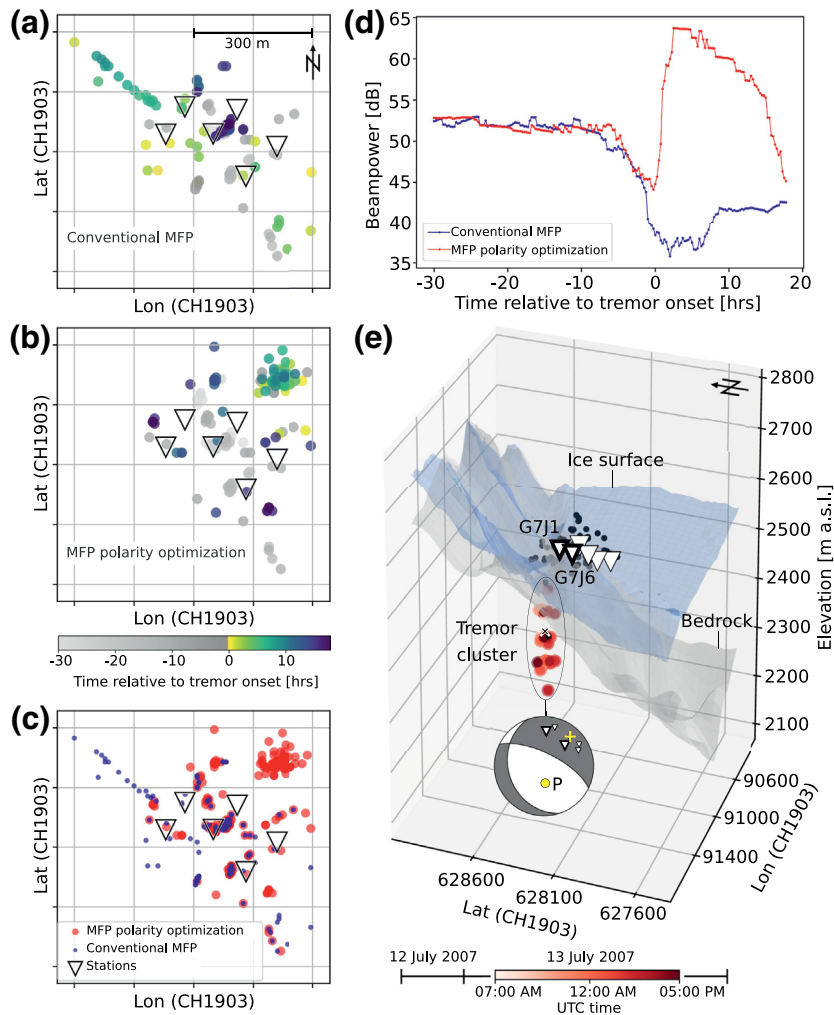 (a)
300 m
N
Lat (CH1903)
Conventional MFP
Lon (CH1903)
(b)
Lat (CH1903)
MFP polarity optimization
-30 -20 -10 0 10
Time relative to tremor onset [hrs]
(c)
Lat (CH1903)
MFP polarity optimization
Conventional MFP
Stations
Lon (CH1903)
(d)
65
60
55
50
45
40
35
Beampower [dB]
Conventional MFP
MFP polarity optimization
-30 -20 -10 0 10 20
Time relative to tremor onset [hrs]
(e)
N
2800
2700
2600
2500
2400
2300
2200
2100
Elevation [m a.s.l.]
Ice surface
G7J1
G7J6
Bedrock
Tremor
cluster
P
90600
91000
91400
Lon (CH1903)
628600
628100
627600
Lat (CH1903)
12 July 2007 13 July 2007
07:00 AM 12:00 AM 05:00 PM
UTC time